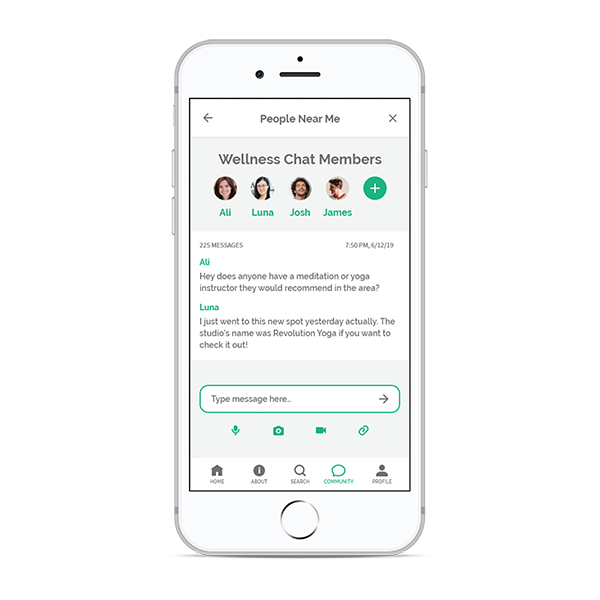 People Near Me
Wellness Chat Members
Ali Luna Josh James
225 MESSAGES 7:50 PM, 6/12/19
Ali
Hey does anyone have a meditation or yoga
instructor they would recommend in the area?
Luna
I just went to this new spot yesterday actually. The
studio's name was Revolution Yoga if you want to
check it out!
Type message here...
HOME ABOUT SEARCH COMMUNITY PROFILE